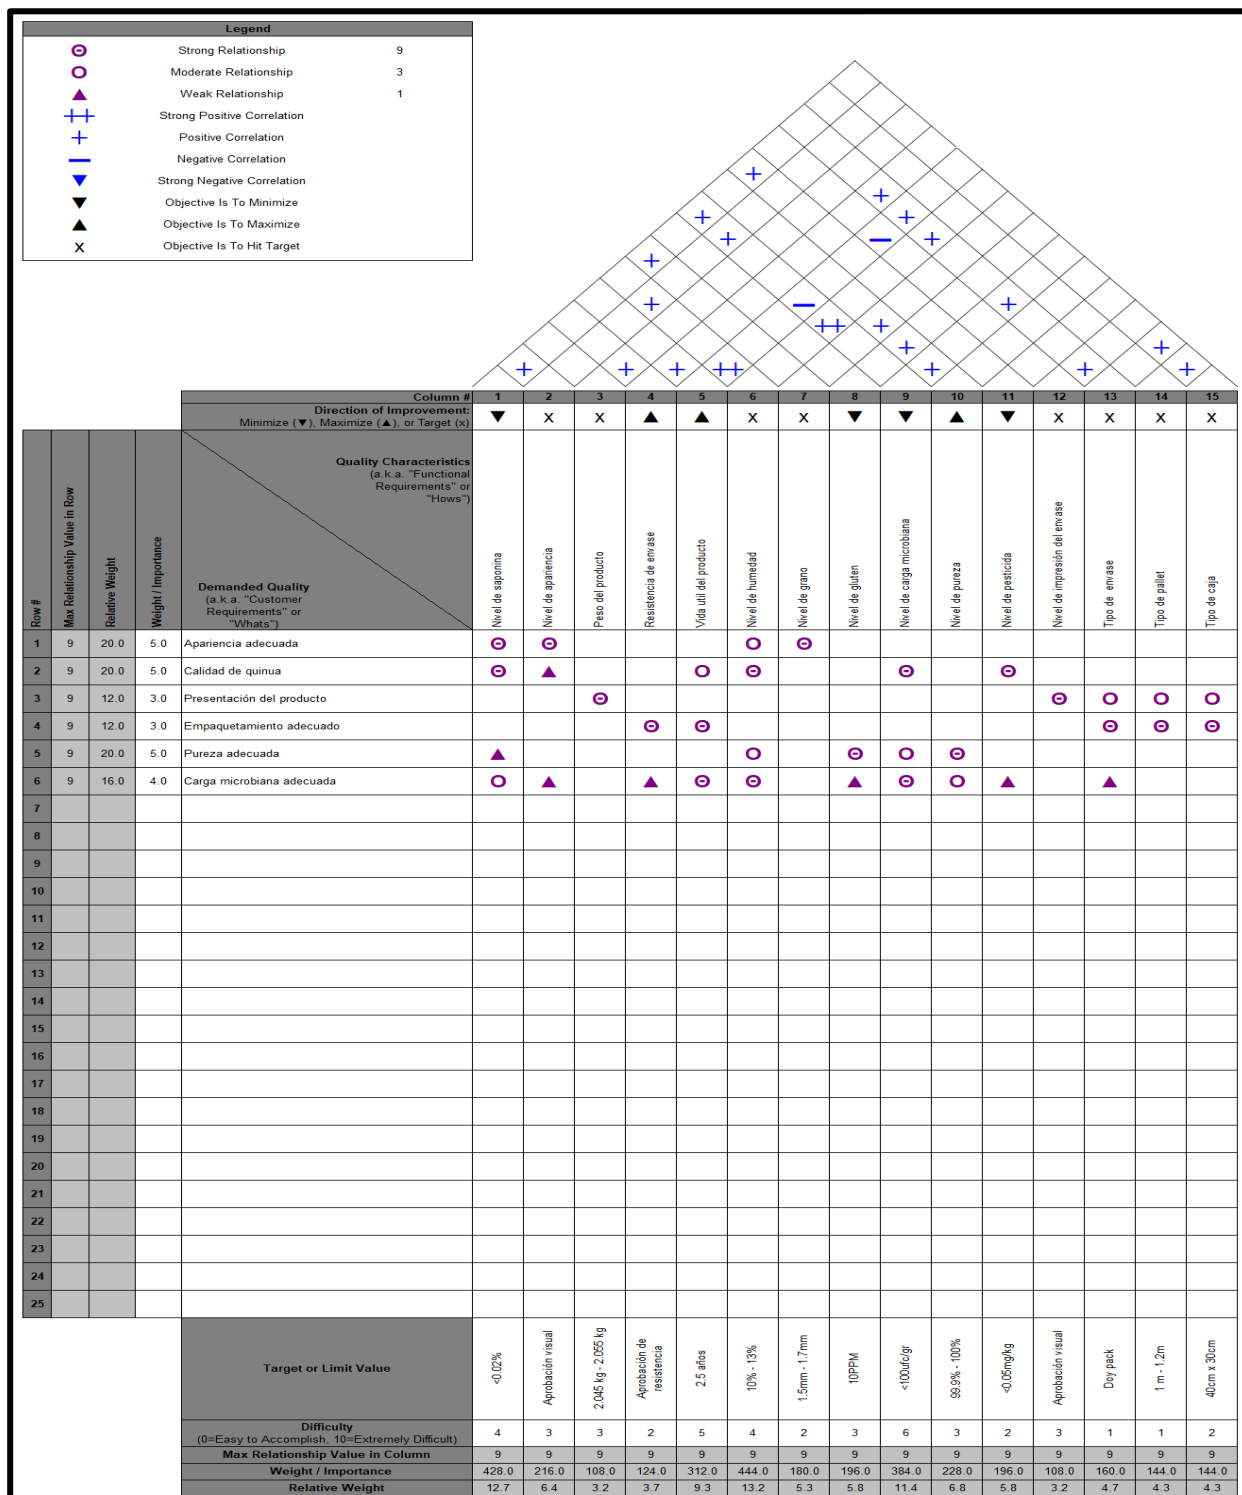 Legend
Strong Relationship 9
Moderate Relationship 3
Weak Relationship 1
Strong Positive Correlation
Positive Correlation
Negative Correlation
Strong Negative Correlation
Objective Is To Minimize
Objective Is To Maximize
X Objective Is To Hit Target
Column # 1 2 3 4 5 6 7 8 9 10 11 12 13 14 15
Direction of Improvement:
Minimize (▼), Maximize (▲), or Target (x)
▼ X X ▲ ▲ X X ▼ ▼ ▲ ▼ X X X X
Row #
Max Relationship Value in Row
Relative Weight
Weight / Importance
Quality Characteristics
(a.k.a. "Functional
Requirements" or
"Hows")
Demanded Quality
(a.k.a. "Customer
Requirements" or
"Whats")
Nivel de saponina
Nivel de apariencia
Peso del producto
Resistencia de envase
Vida util del producto
Nivel de humedad
Nivel de grano
Nivel de gluten
Nivel de carga microbiana
Nivel de pureza
Nivel de pesticida
Nivel de impresión del envase
Tipo de envase
Tipo de pallet
Tipo de caja
1 9 20.0 5.0 Apariencia adecuada
2 9 20.0 5.0 Calidad de quinua
3 9 12.0 3.0 Presentación del producto
4 9 12.0 3.0 Empaquetamiento adecuado
5 9 20.0 5.0 Pureza adecuada
6 9 16.0 4.0 Carga microbiana adecuada
7
8
9
10
11
12
13
14
15
16
17
18
19
20
21
22
23
24
25
Target or Limit Value
<0.02%
Aprobación visual
2.045 kg - 2.055 kg
Aprobación de
resistencia
2.5 años
10% - 13%
1.5mm - 1.7mm
10PPM
<100ufc/gr
99.9% - 100%
<0.05mg/kg
Aprobación visual
Doy pack
1 m - 1.2m
40cm x 30cm
Difficulty
(0=Easy to Accomplish, 10=Extremely Difficult)
4 3 3 2 5 4 2 3 6 3 2 3 1 1 2
Max Relationship Value in Column 9 9 9 9 9 9 9 9 9 9 9 9 9 9 9
Weight / Importance 428.0 216.0 108.0 124.0 312.0 444.0 180.0 196.0 384.0 228.0 196.0 108.0 160.0 144.0 144.0
Relative Weight 12.7 6.4 3.2 3.7 9.3 13.2 5.3 5.8 11.4 6.8 5.8 3.2 4.7 4.3 4.3